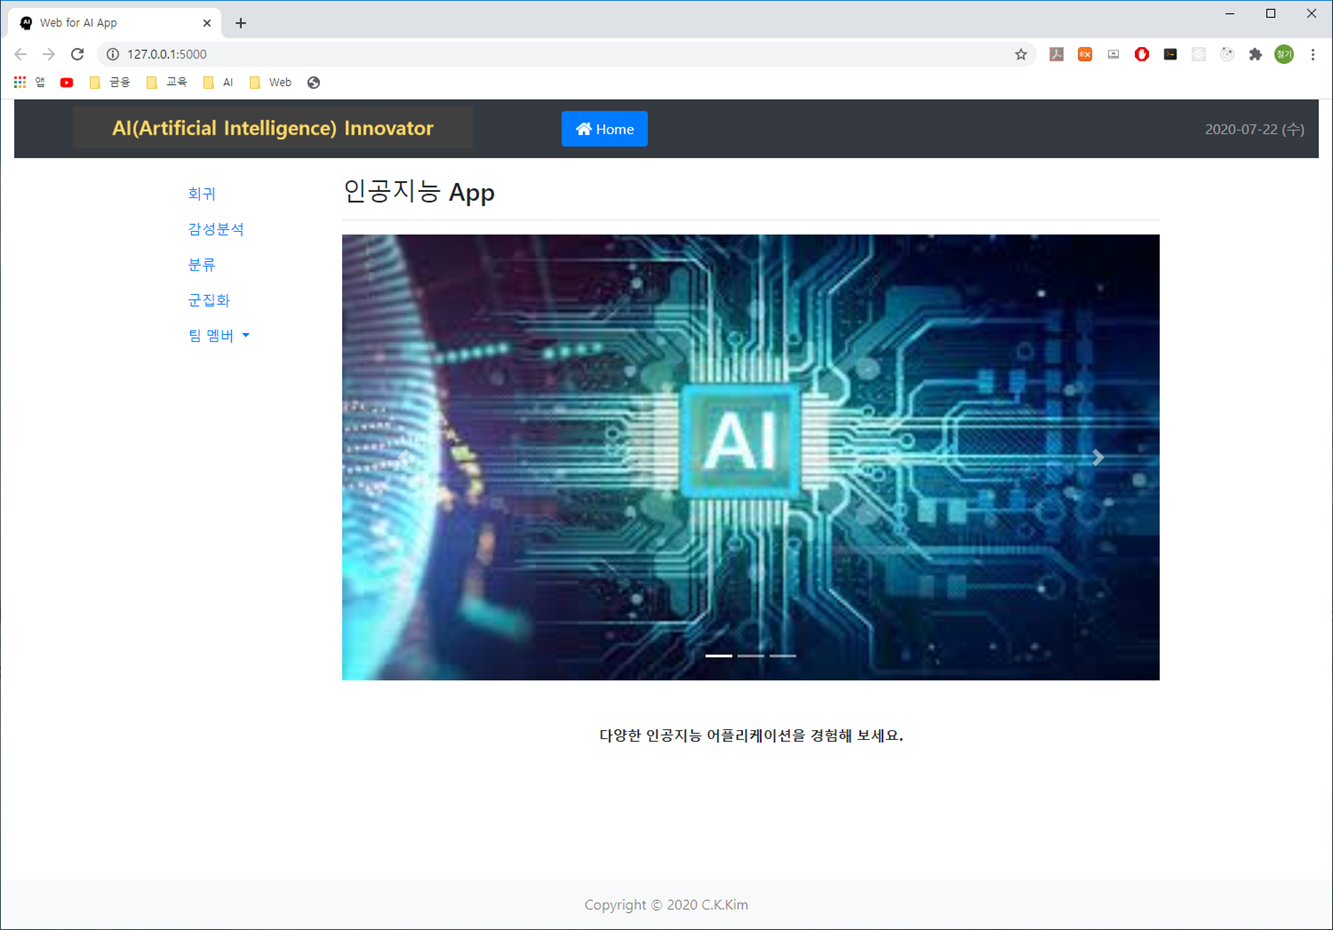 Web for AI App
127.0.0.1:5000
앱 금융 교육 AI Web
AI(Artificial Intelligence) Innovator
Home
2020-07-22 (수)
회귀
감성분석
분류
군집화
팀 멤버
인공지능 App
AI
다양한 인공지능 어플리케이션을 경험해 보세요.
Copyright © 2020 C.K.Kim